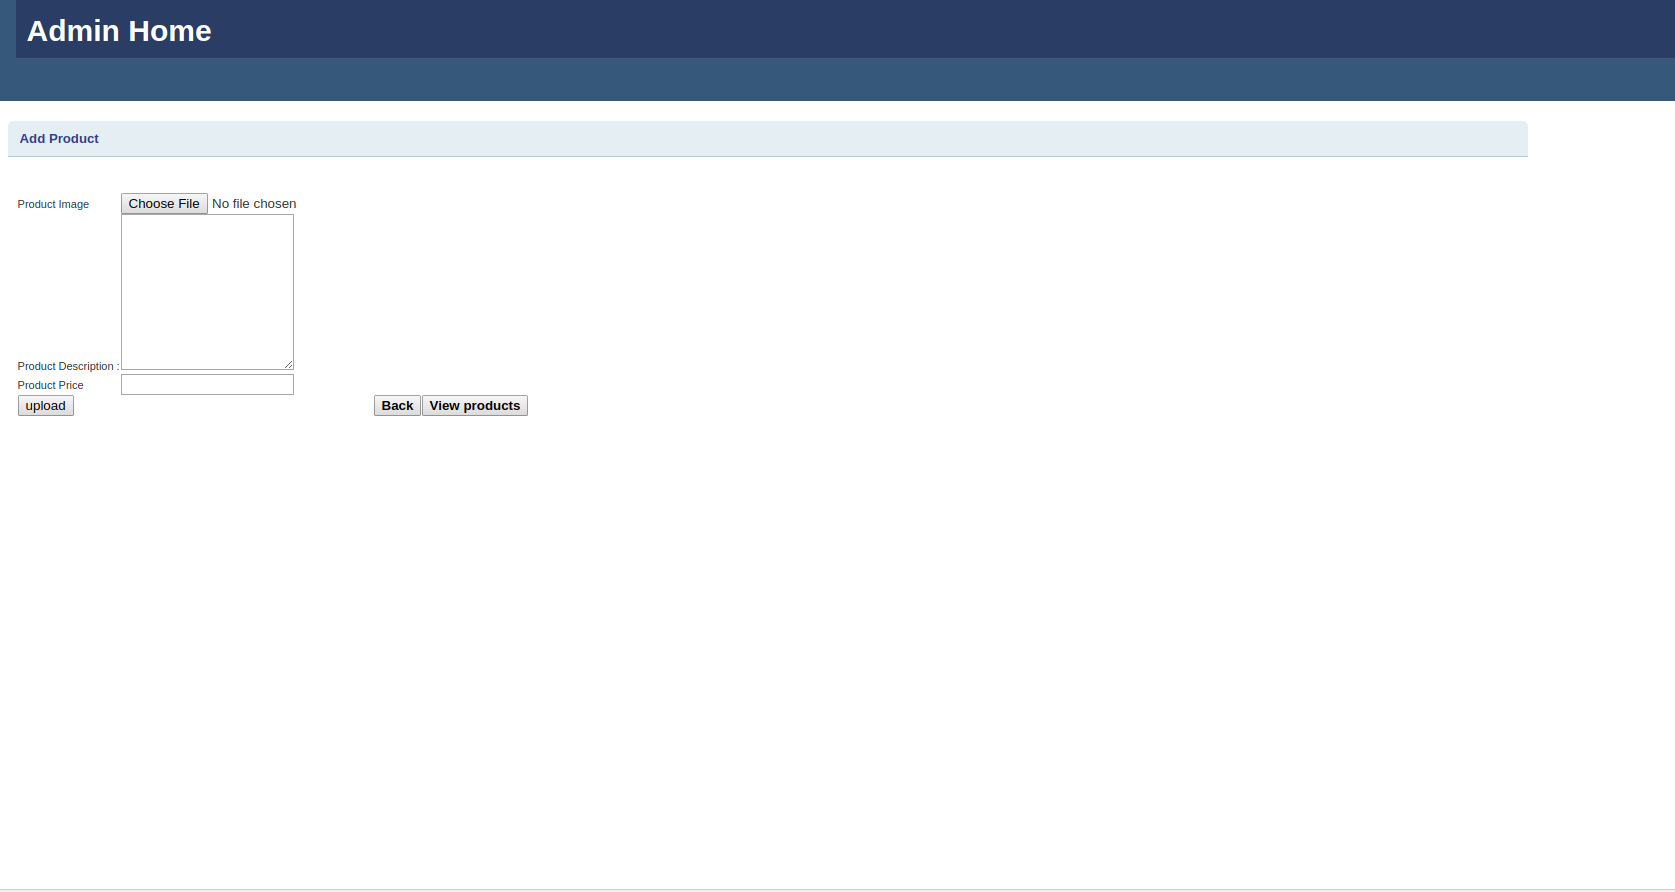 Admin Home
Add Product
Product Image Choose File No file chosen
Product Description :
Product Price
upload Back View products